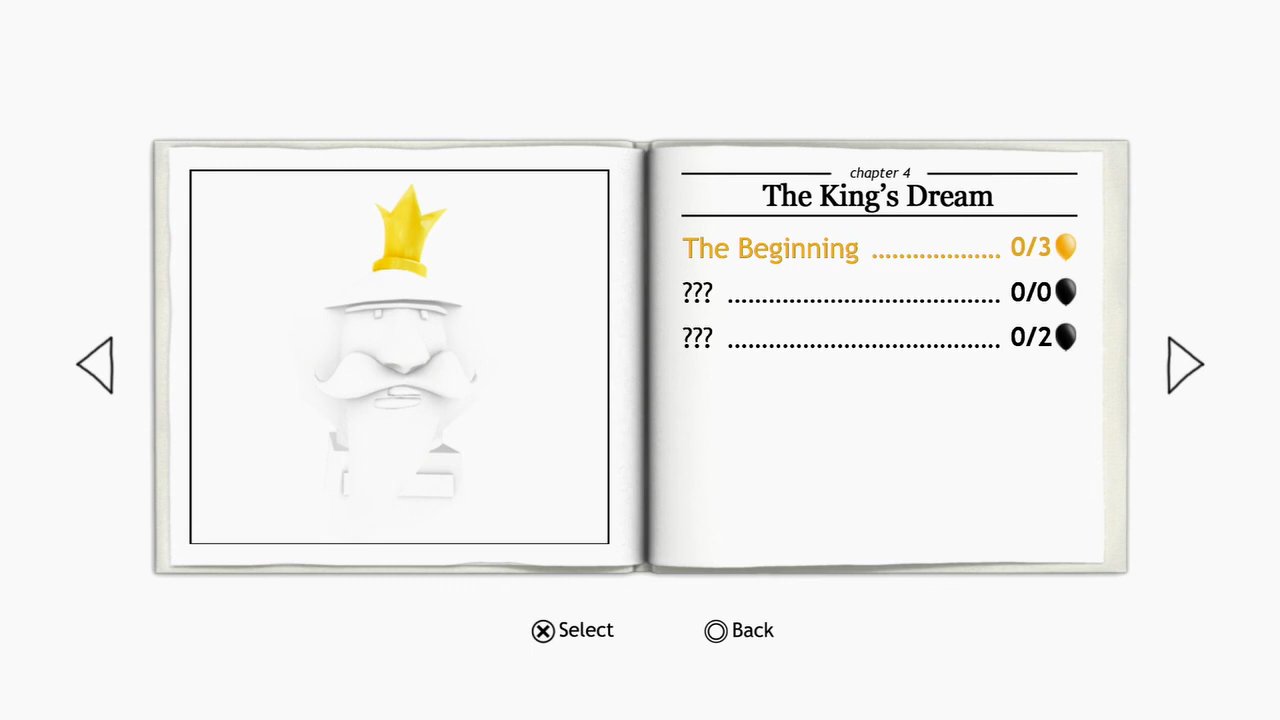 chapter 4
The King's Dream
The Beginning ................... 0/3
??? ........................................ 0/0
??? ........................................ 0/2
Select Back